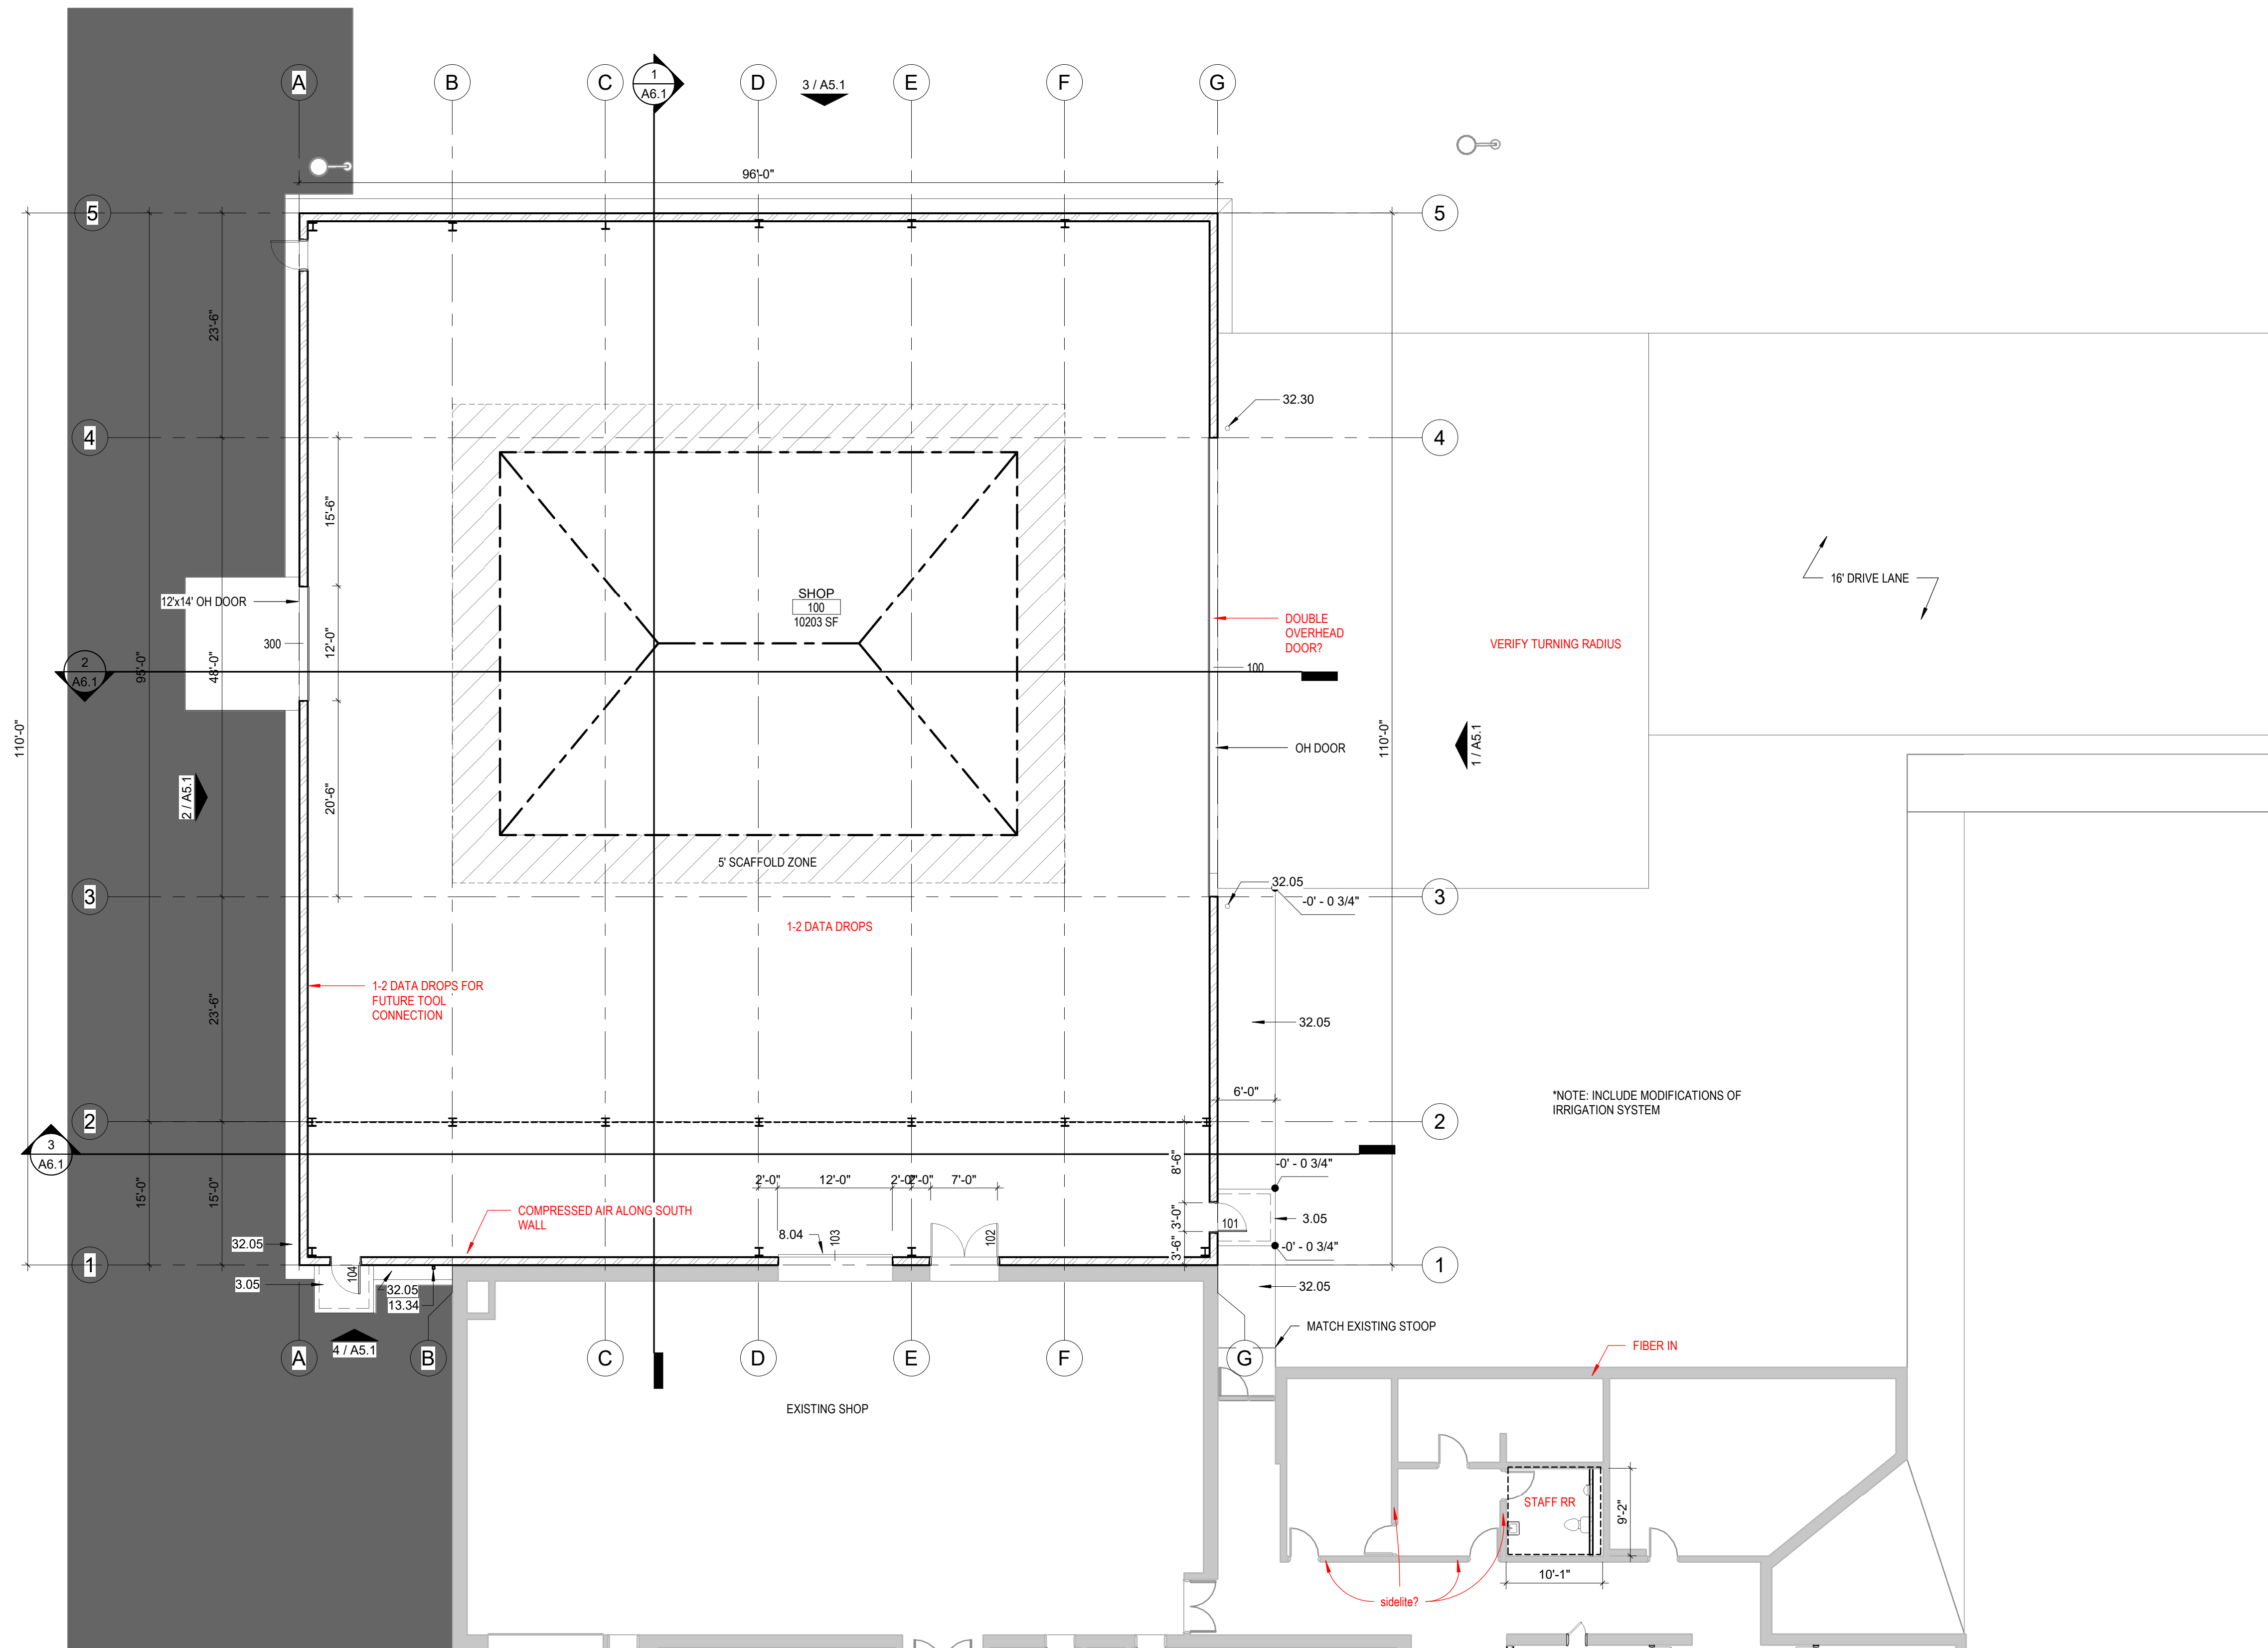 A
B
C
1
A6.1
D
3 / A5.1
E
F
G
96'-0"
5
5
23'-6"
32.30
4
4
15'-6"
16' DRIVE LANE
SHOP
100
10203 SF
12'x14' OH DOOR
DOUBLE
OVERHEAD
DOOR?
VERIFY TURNING RADIUS
300
12'-0"
2
A6.1
95'-0"
48'-0"
100
110'-0"
110'-0"
OH DOOR
1 / A5.1
2 / A5.1
20'-6"
5' SCAFFOLD ZONE
32.05
3
-0' - 0 3/4"
3
1-2 DATA DROPS
1-2 DATA DROPS FOR
FUTURE TOOL
CONNECTION
23'-6"
32.05
6'-0"
*NOTE: INCLUDE MODIFICATIONS OF
IRRIGATION SYSTEM
2
2
3
A6.1
8'-6"
-0' - 0 3/4"
2'-0"
12'-0"
2'-0"
2'-0"
7'-0"
15'-0"
15'-0"
COMPRESSED AIR ALONG SOUTH
WALL
3'-0"
101
3.05
8.04
103
102
32.05
3'-6"
-0' - 0 3/4"
1
1
3.05
104
32.05
13.34
32.05
MATCH EXISTING STOOP
4 / A5.1
A
B
C
D
E
F
G
FIBER IN
EXISTING SHOP
STAFF RR
9'-2"
10'-1"
sidelite?